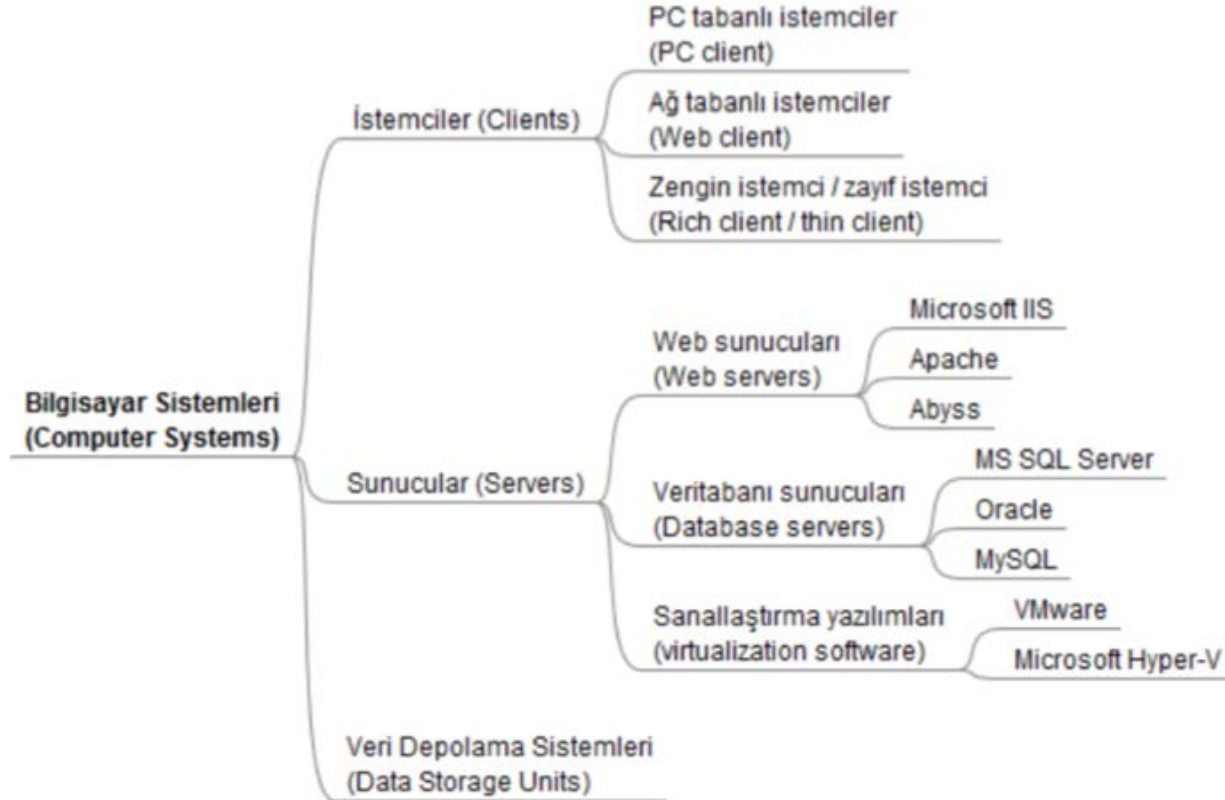 PC tabanlı istemciler
(PC client)
İstemciler (Clients)
Ağ tabanlı istemciler
(Web client)
Zengin istemci / zayıf istemci
(Rich client / thin client)
Bilgisayar Sistemleri
(Computer Systems)
Sunucular (Servers)
Web sunucuları
(Web servers)
Microsoft IIS
Apache
Abyss
Veritabanı sunucuları
(Database servers)
MS SQL Server
Oracle
MySQL
Sanallaştırma yazılımları
(virtualization software)
VMware
Microsoft Hyper-V
Veri Depolama Sistemleri
(Data Storage Units)